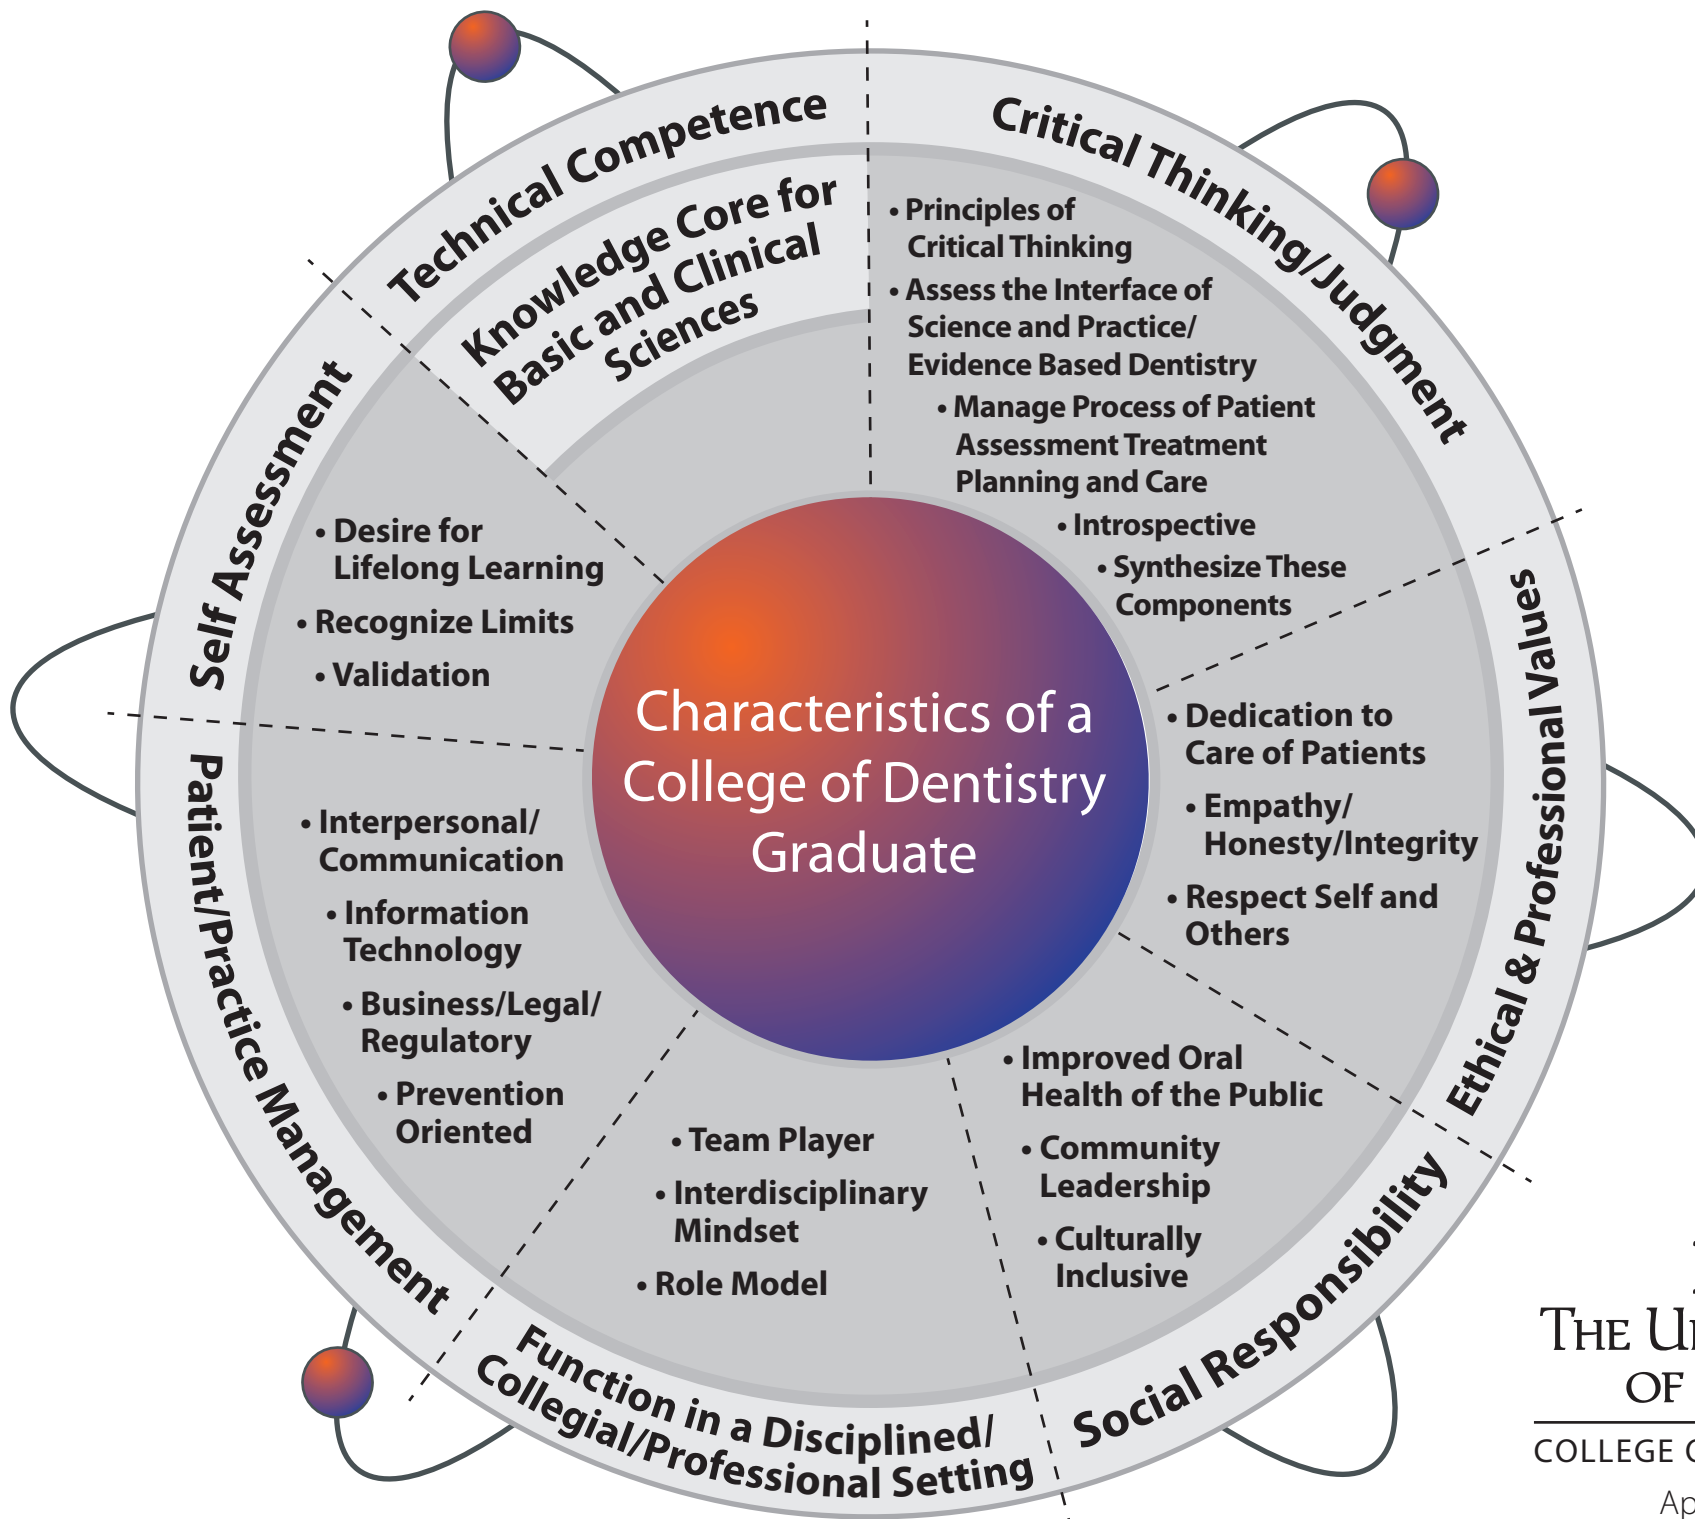 Technical Competence
Knowledge Core for
Basic and Clinical
Sciences
Critical Thinking/Judgment
• Principles of
Critical Thinking
• Assess the Interface of
Science and Practice/
Evidence Based Dentistry
• Manage Process of Patient
Assessment Treatment
Planning and Care
• Introspective
• Synthesize These
Components
Ethical & Professional Values
• Dedication to
Care of Patients
• Empathy/
Honesty/Integrity
• Respect Self and
Others
Social Responsibility
• Improved Oral
Health of the Public
• Community
Leadership
• Culturally
Inclusive
Function in a Disciplined/
Collegial/Professional Setting
• Team Player
• Interdisciplinary
Mindset
• Role Model
Patient/Practice Management
• Interpersonal/
Communication
• Information
Technology
• Business/Legal/
Regulatory
• Prevention
Oriented
Self Assessment
• Desire for
Lifelong Learning
• Recognize Limits
• Validation
Characteristics of a
College of Dentistry
Graduate
THE
OF
COLLEGE